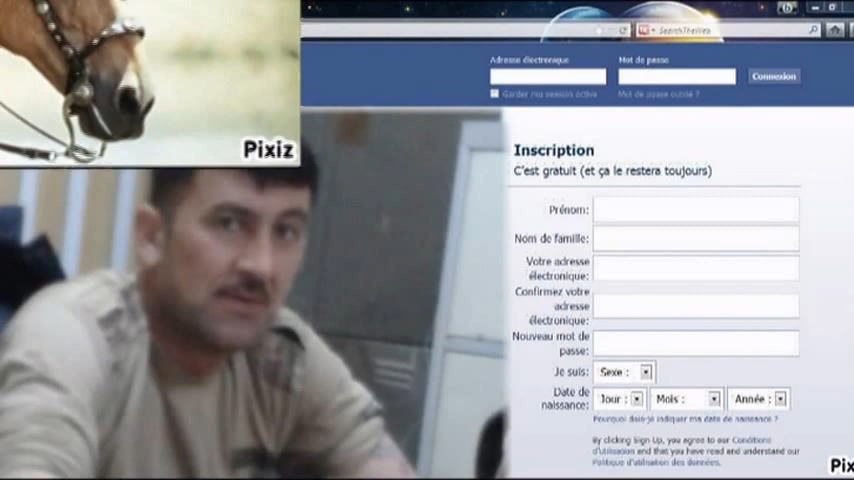 SearchTheWeb
Adresse électronique
Mot de passe
Connexion
Garder ma session active
Mot de passe oublié ?
Pixiz
Inscription
C'est gratuit (et ça le restera toujours)
Prénom:
Nom de famille:
Votre adresse
électronique:
Confirmez votre
adresse
électronique:
Nouveau mot de
passe:
Je suis: Sexe :
Date de
naissance: Jour : Mois : Année :
Pourquoi dois-je indiquer ma date de naissance ?
By clicking Sign Up, you agree to our Conditions
d'utilisation and that you have read and understand our
Politique d'utilisation des données.
Pix